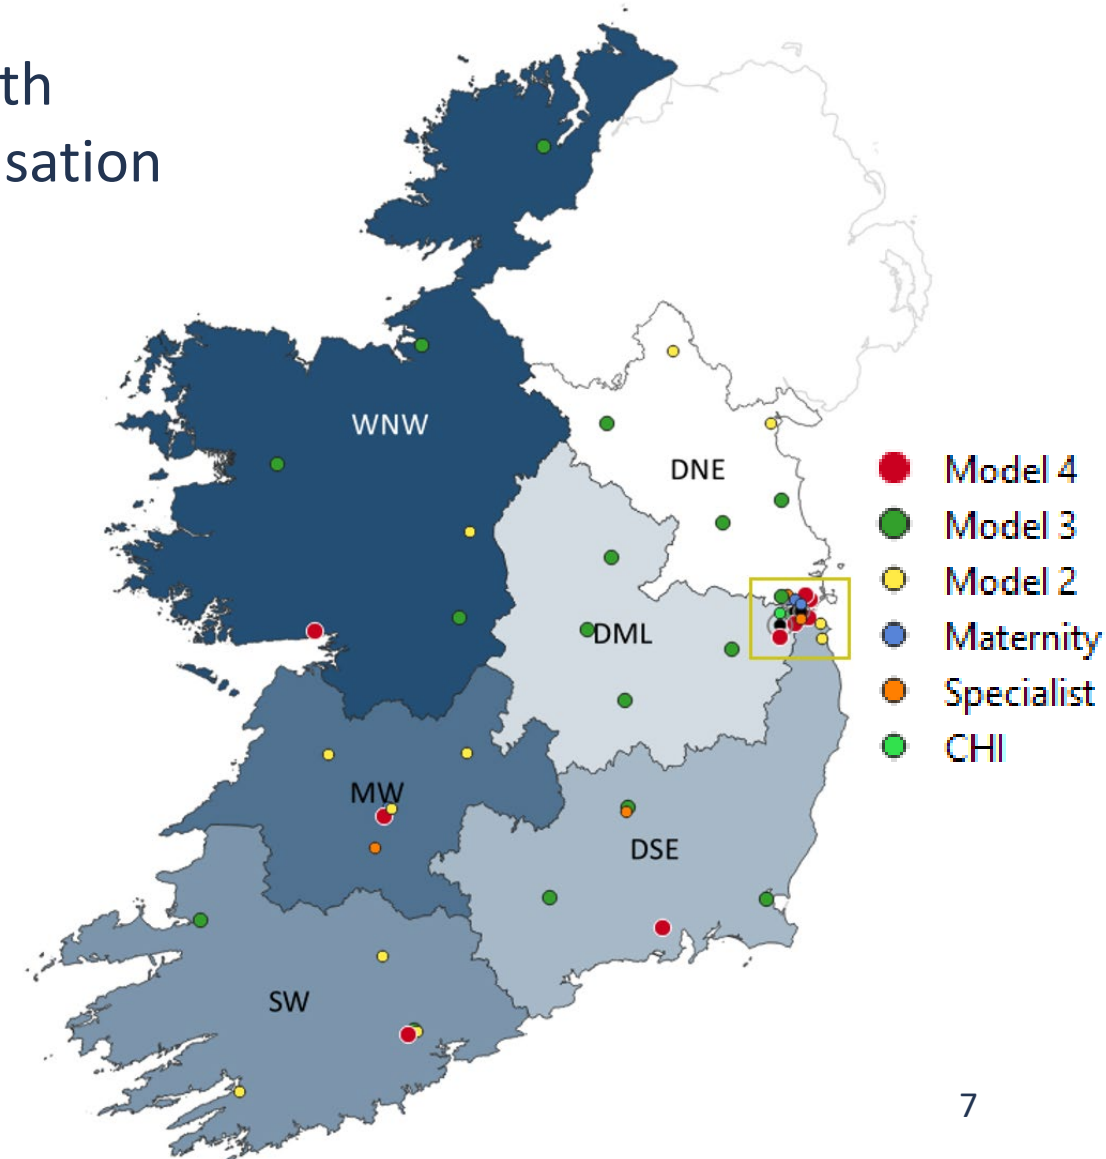 th
sation
WNW
DNE
DML
MW
DSE
SW
Model 4
Model 3
Model 2
Maternity
Specialist
CHI
7